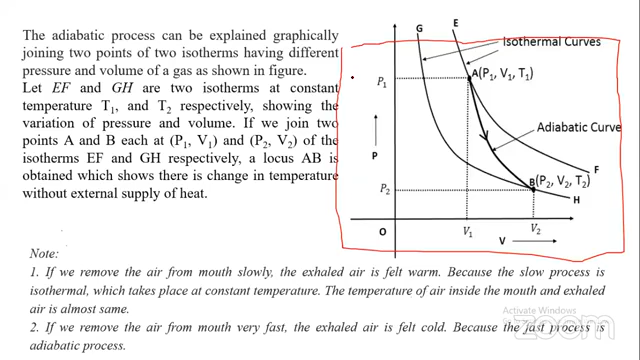 The adiabatic process can be explained graphically
joining two points of two isotherms having different
pressure and volume of a gas as shown in figure.
Let EF and GH are two isotherms at constant
temperature T₁, and T₂ respectively, showing the
variation of pressure and volume. If we join two
points A and B each at (P₁, V₁) and (P₂, V₂) of the
isotherms EF and GH respectively, a locus AB is
obtained which shows there is change in temperature
without external supply of heat.
G
E
Isothermal Curves
P₁
A(P₁, V₁, T₁)
Adiabatic Curve
P
F
B(P₂, V₂, T₂)
P₂
H
O
V₁
V₂
V
Note:
1. If we remove the air from mouth slowly, the exhaled air is felt warm. Because the slow process is
isothermal, which takes place at constant temperature. The temperature of air inside the mouth and exhaled
air is almost same.
2. If we remove the air from mouth very fast, the exhaled air is felt cold. Because the fast process is
adiabatic process.
Activate Windows
zoom